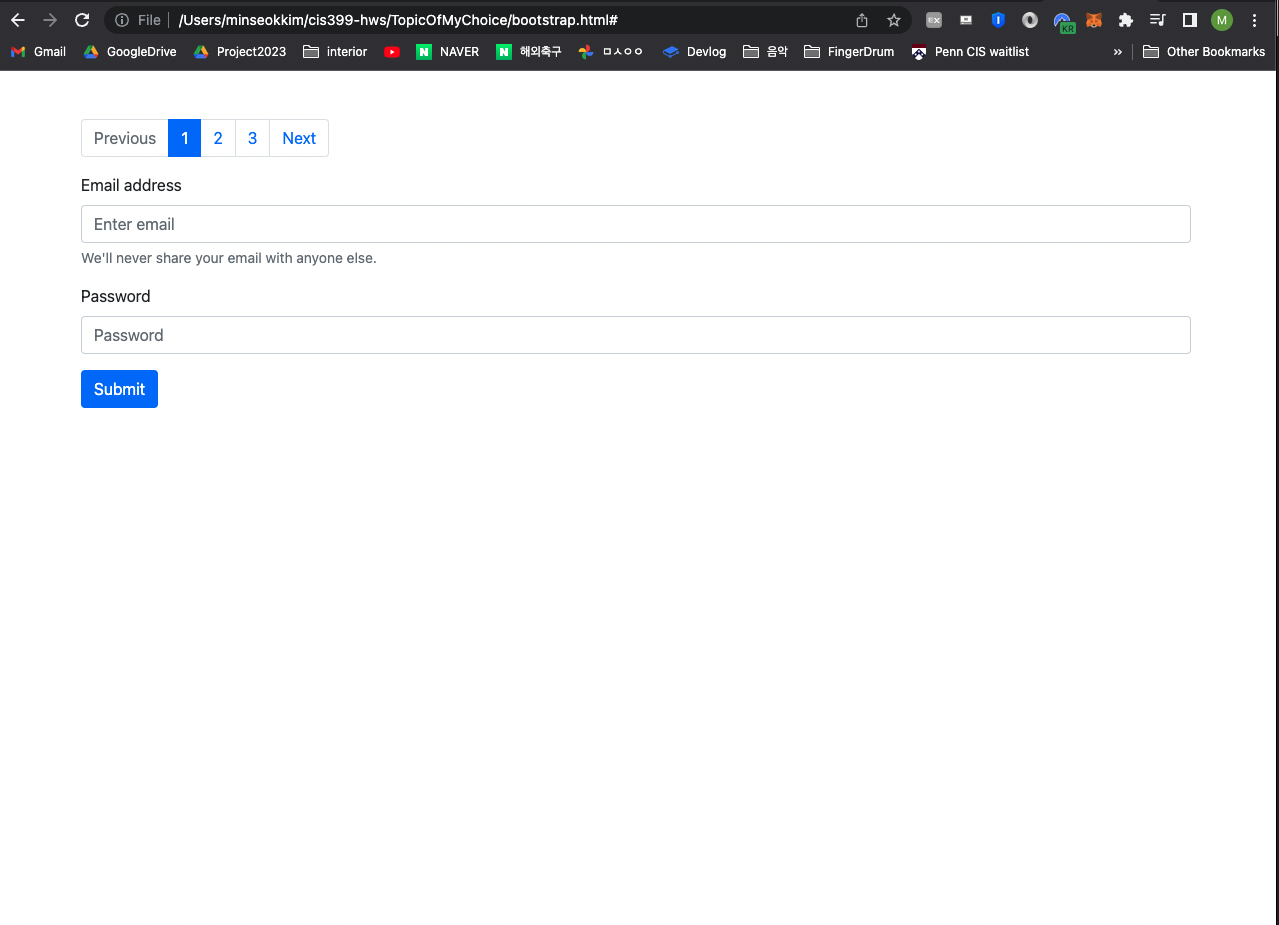 File | /Users/minseokkim/cis399-hws/TopicOfMyChoice/bootstrap.html# EX I KR M
Gmail GoogleDrive Project2023 interior N NAVER N 해외축구 ㅁㅅㅇㅇ Devlog 음악 FingerDrum Penn CIS waitlist » Other Bookmarks
Previous 1 2 3 Next
Email address
Enter email
We'll never share your email with anyone else.
Password
Password
Submit